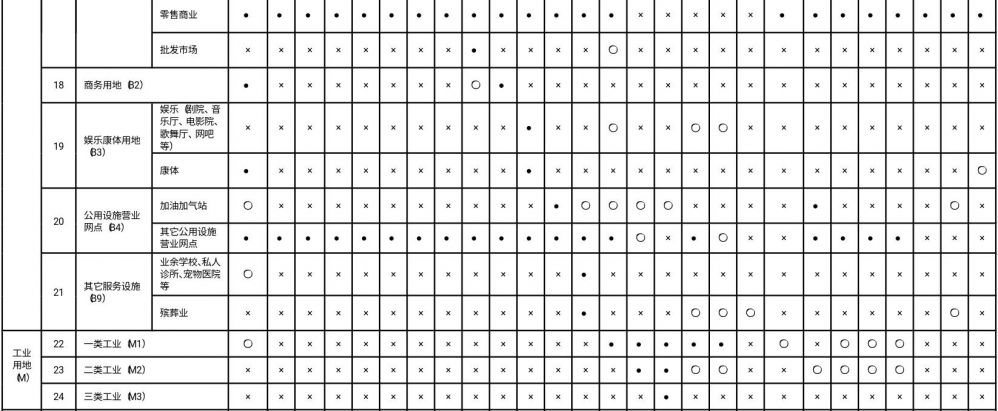 零售商业 ● ● ● ● ● ● ● ● ● ● ● ● ● ● × × × × × ● ● ● ● ● ● ● ●
批发市场 × × × × × × × × ● × × × × ○ × × × × × × × × × × × × ×
18 商务用地（B2） ● × × × × × × × ○ ● × × × × × × × × × × × × × × × × ×
19 娱乐康体用地
（B3）
娱乐（剧院、音
乐厅、电影院、
歌舞厅、网吧
等） × × × × × × × × × × ● × × ○ × × ○ ○ × × × × × × × × ×
康体 ● × × × × × × × × × ● × × × × × × × × × × × × × × × ○
20 公用设施营业
网点（B4）
加油加气站 ○ × × × × × × × × × × ● ○ ○ ○ ○ × × × × ● × × × × ○ ×
其它公用设施
营业网点 ● ● ● ● ● ● ● ● ● ● ● ● ● ● ○ × ● ○ × × ● ● ● ● × × ×
21 其它服务设施
（B9）
业余学校、私人
诊所、宠物医院
等 ○ × × × × × × × × × × × ● × × × × × × × × × × × × × ×
殡葬业 × × × × × × × × × × × × ● × × × ○ ○ ○ × × × × × × ○ ×
工业
用地
（M）
22 一类工业（M1） ○ × × × × × × × × × × × × ● ● ● ● ● × ○ × ○ ○ ○ × × ×
23 二类工业（M2） × × × × × × × × × × × × × × ● ● ○ ○ × × ○ ○ ○ ○ × × ×
24 三类工业（M3） × × × × × × × × × × × × × × × ● × × × × × × × × × × ×